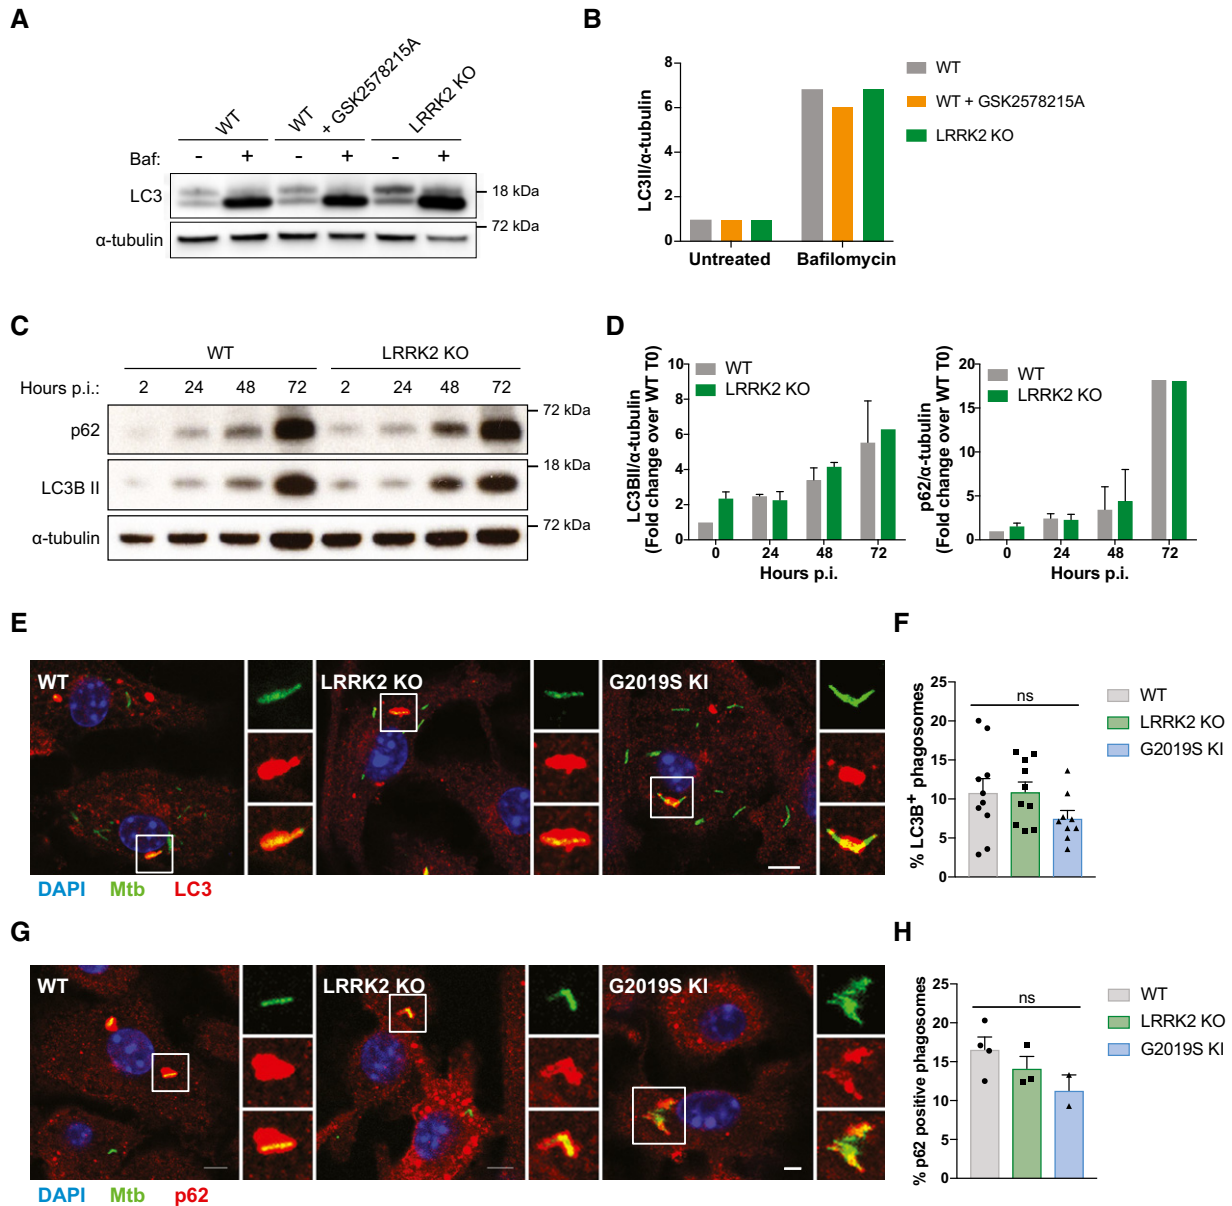 A
WT
WT + GSK2578215A
LRRK2 KO
Baf: - + - + - +
LC3
18 kDa
72 kDa
α-tubulin
B
LC3II/α-tubulin
8
6
4
2
0
Untreated
Bafilomycin
WT
WT + GSK2578215A
LRRK2 KO
C
WT
LRRK2 KO
Hours p.i.: 2 24 48 72 2 24 48 72
p62
72 kDa
LC3B II
18 kDa
α-tubulin
72 kDa
D
LC3BII/α-tubulin
(Fold change over WT T0)
10
8
6
4
2
0
WT
LRRK2 KO
0 24 48 72
Hours p.i.
p62/α-tubulin
(Fold change over WT T0)
20
15
10
5
0
WT
LRRK2 KO
0 24 48 72
Hours p.i.
E
WT
LRRK2 KO
G2019S KI
DAPI Mtb LC3
F
% LC3B+ phagosomes
25
20
15
10
5
0
ns
WT
LRRK2 KO
G2019S KI
G
WT
LRRK2 KO
G2019S KI
DAPI Mtb p62
H
% p62 positive phagosomes
25
20
15
10
5
0
ns
WT
LRRK2 KO
G2019S KI